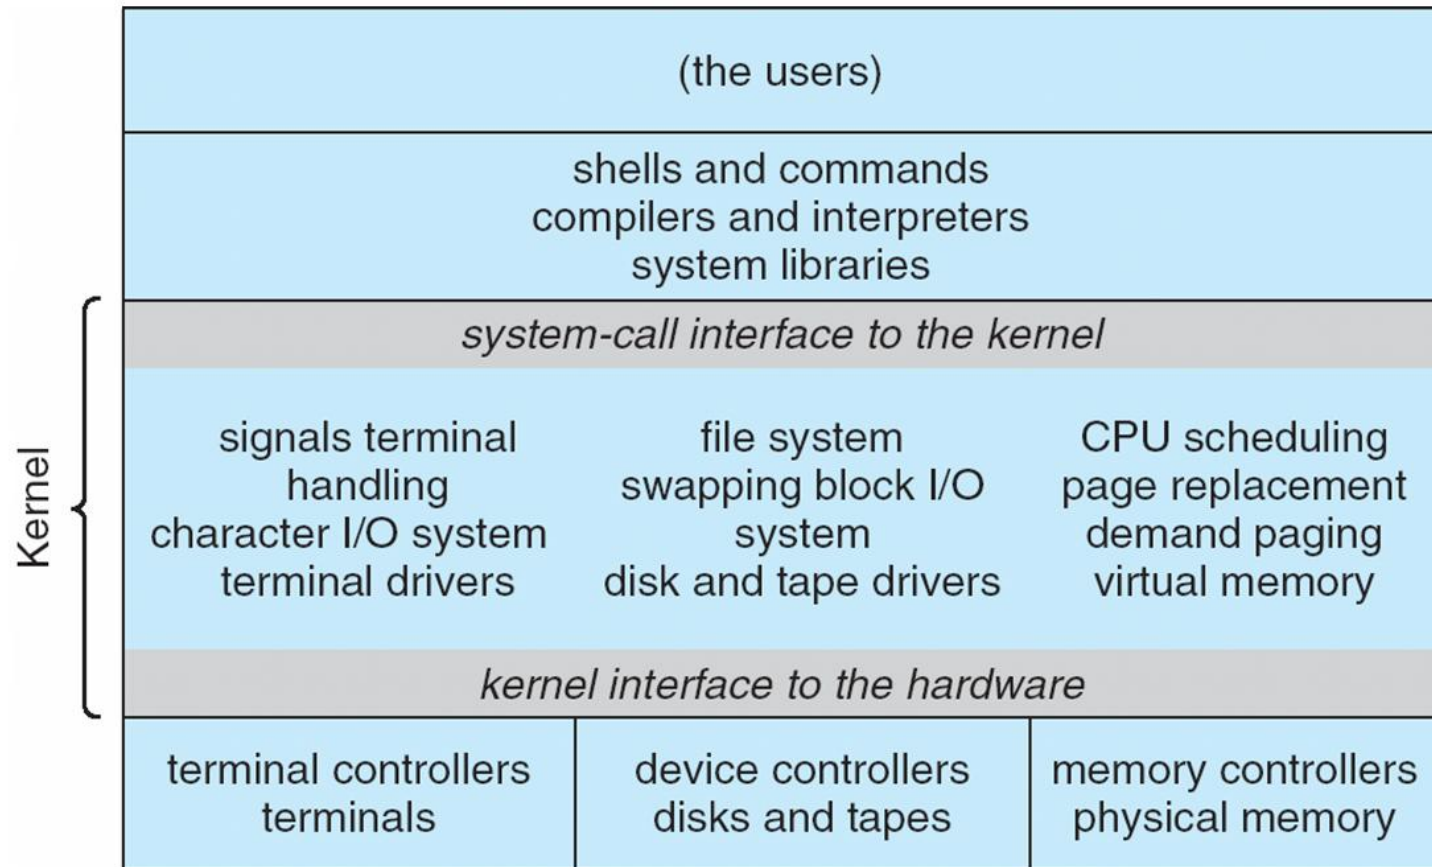 (the users)
shells and commands
compilers and interpreters
system libraries
Kernel
system-call interface to the kernel
signals terminal
handling
character I/O system
terminal drivers
file system
swapping block I/O
system
disk and tape drivers
CPU scheduling
page replacement
demand paging
virtual memory
kernel interface to the hardware
terminal controllers
terminals
device controllers
disks and tapes
memory controllers
physical memory